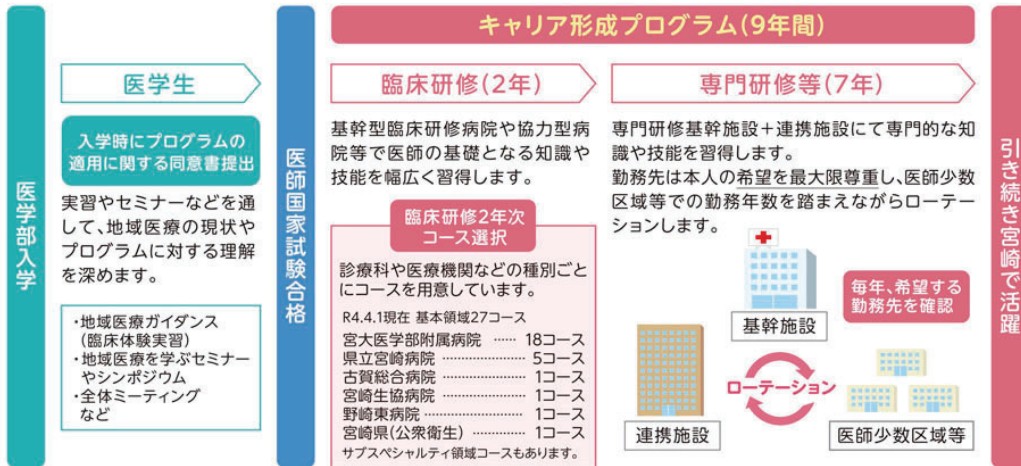 医学部入学
医学生
入学時にプログラムの
適用に関する同意書提出
実習やセミナーなどを通
して、地域医療の現状や
プログラムに対する理解
を深めます。
・地域医療ガイダンス
(臨床体験実習)
・地域医療を学ぶセミナー
やシンポジウム
・全体ミーティング
など
医師国家試験合格
キャリア形成プログラム(9年間)
臨床研修(2年)
基幹型臨床研修病院や協力型病
院等で医師の基礎となる知識や
技能を幅広く習得します。
臨床研修2年次
コース選択
診療科や医療機関などの種別ごと
にコースを用意しています。
R4.4.1現在 基本領域27コース
宮大医学部附属病院 …… 18コース
県立宮崎病院 ………………… 5コース
古賀総合病院 ………………… 1コース
宮崎生協病院 ………………… 1コース
野崎東病院 …………………… 1コース
宮崎県(公衆衛生) …………… 1コース
サブスペシャルティ領域コースもあります。
専門研修等(7年)
専門研修基幹施設+連携施設にて専門的な知
識や技能を習得します。
勤務先は本人の希望を最大限尊重し、医師少数
区域等での勤務年数を踏まえながらローテー
ションします。
基幹施設
毎年、希望する
勤務先を確認
ローテーション
連携施設
医師少数区域等
引き続き宮崎で活躍